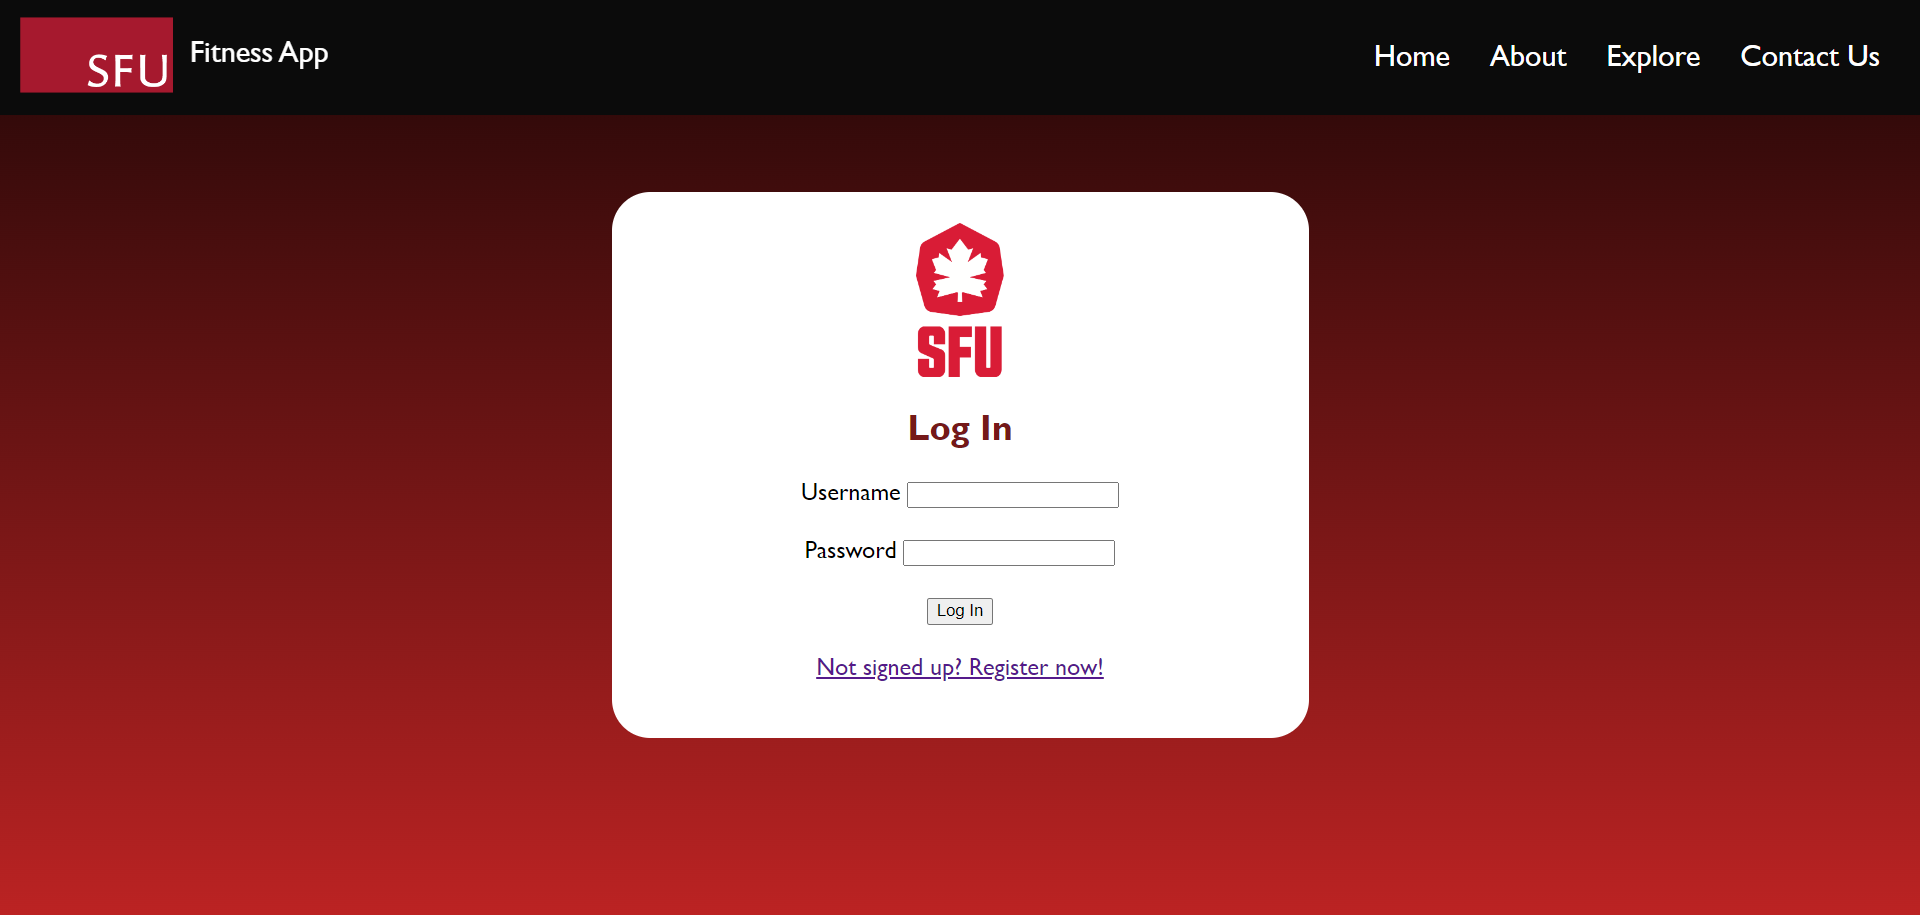 SFU Fitness App Home About Explore Contact Us
SFU
Log In
Username
Password
Log In
Not signed up? Register now!